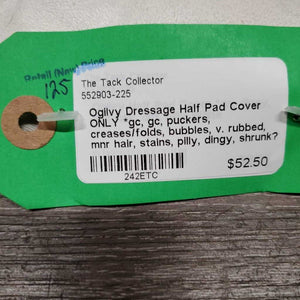 Retail (New) Price
125
The Tack Collector
552903-225
Ogilvy Dressage Half Pad Cover
ONLY *gc, gc, puckers,
creases/folds, bubbles, v. rubbed,
mnr hair, stains, pilly, dingy, shrunk?
$52.50
242ETC